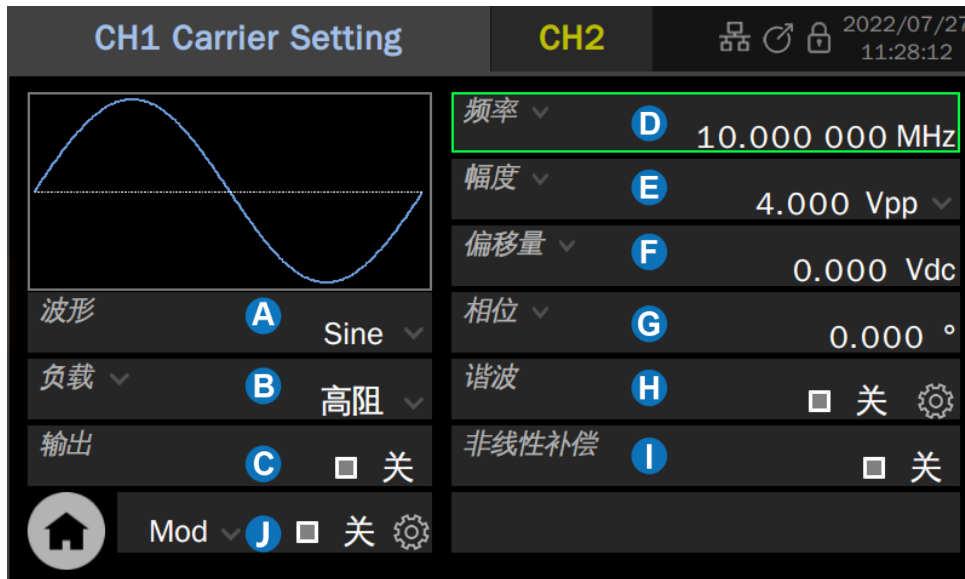 CH1 Carrier Setting
CH2
2022/07/27
11:28:12
频率
D
10.000 000 MHz
幅度
E
4.000 Vpp
偏移量
F
0.000 Vdc
波形
A
Sine
相位
G
0.000 °
负载
B
高阻
谐波
H
关
输出
C
关
非线性补偿
I
关
Mod
J
关